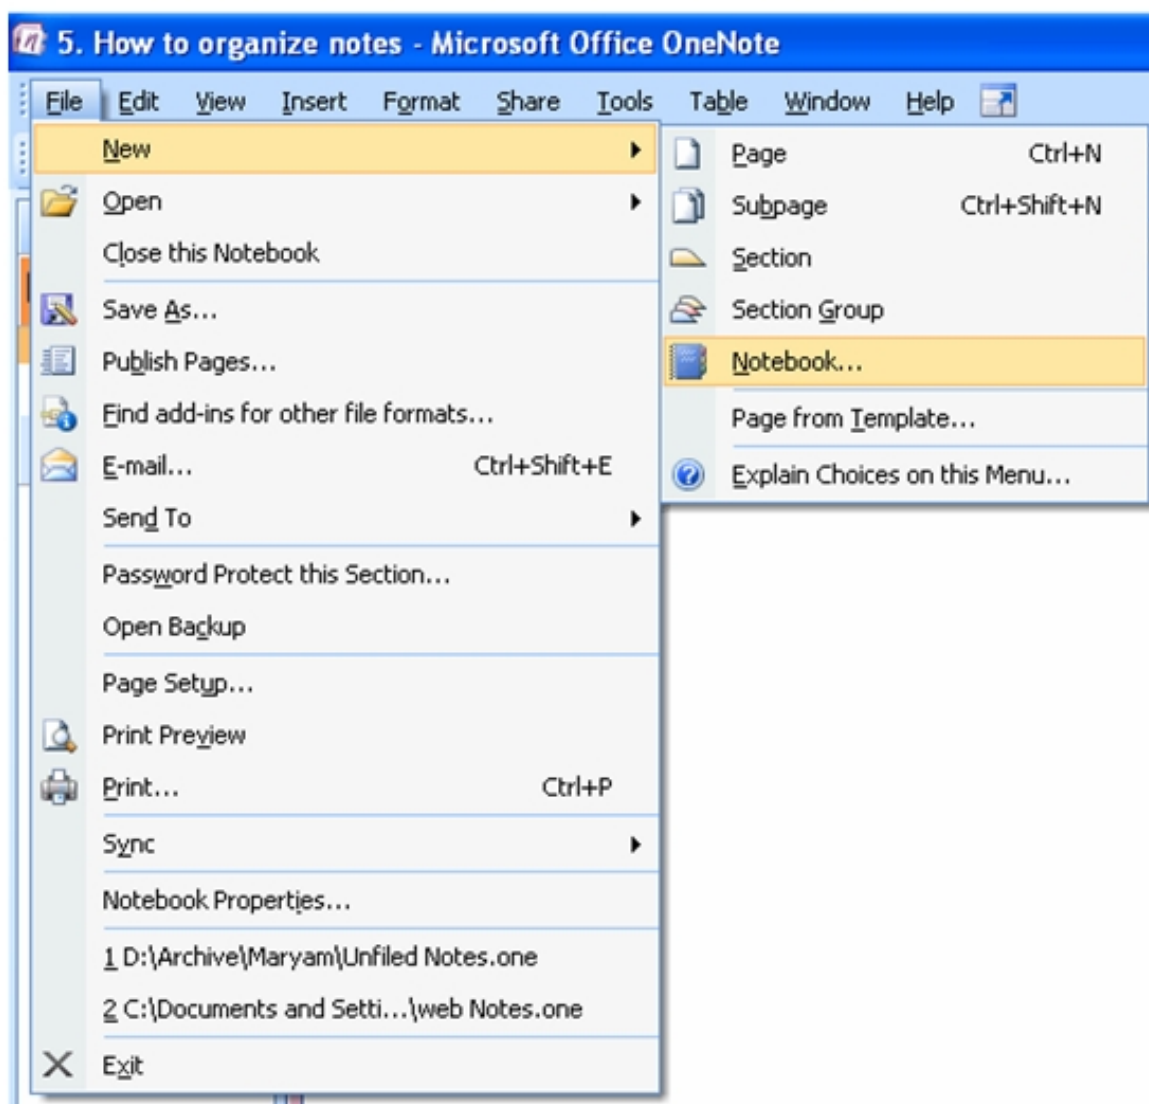 5. How to organize notes - Microsoft Office OneNote
File Edit View Insert Format Share Tools Table Window Help
New
Open
Close this Notebook
Save As...
Publish Pages...
Find add-ins for other file formats...
E-mail... Ctrl+Shift+E
Send To
Password Protect this Section...
Open Backup
Page Setup...
Print Preview
Print... Ctrl+P
Sync
Notebook Properties...
1 D:\Archive\Maryam\Unfiled Notes.one
2 C:\Documents and Setti...\web Notes.one
Exit
Page Ctrl+N
Subpage Ctrl+Shift+N
Section
Section Group
Notebook...
Page from Template...
Explain Choices on this Menu...